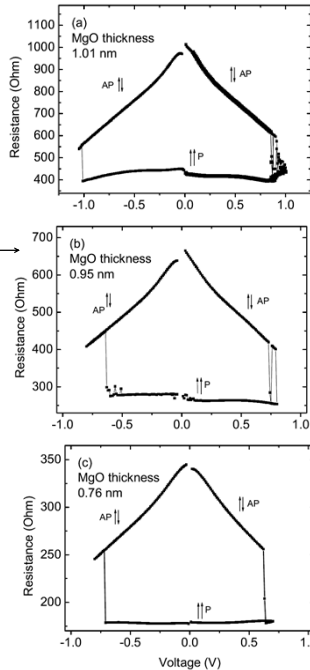 (a)
MgO thickness
1.01 nm
AP
AP
P
Resistance (Ohm)
1100
1000
900
800
700
600
500
400
-1.0 -0.5 0.0 0.5 1.0
(b)
MgO thickness
0.95 nm
AP
AP
P
Resistance (Ohm)
700
600
500
400
300
-1.0 -0.5 0.0 0.5 1.0
(c)
MgO thickness
0.76 nm
AP
AP
P
Resistance (Ohm)
350
300
250
200
-1.0 -0.5 0.0 0.5 1.0
Voltage (V)